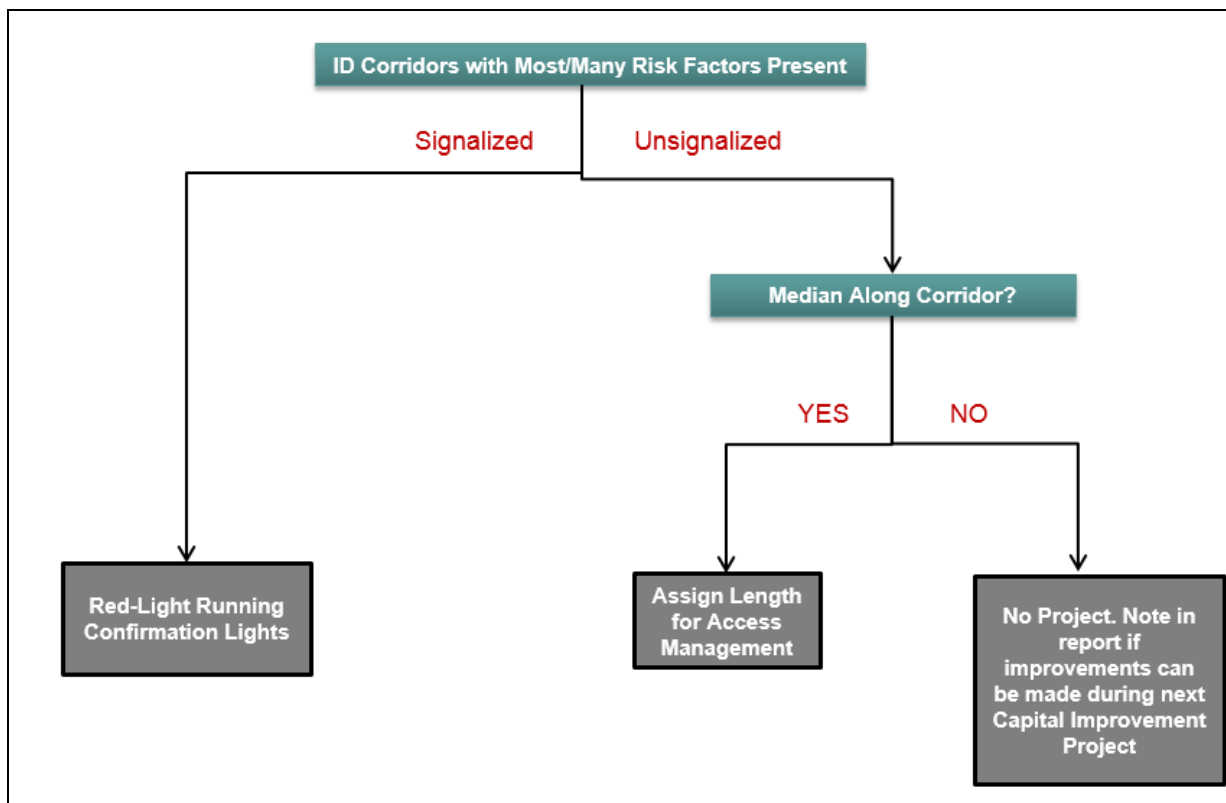 ID Corridors with Most/Many Risk Factors Present
Signalized
Unsignalized
Median Along Corridor?
YES
NO
Red-Light Running
Confirmation Lights
Assign Length
for Access
Management
No Project. Note in
report if
improvements can
be made during next
Capital Improvement
Project